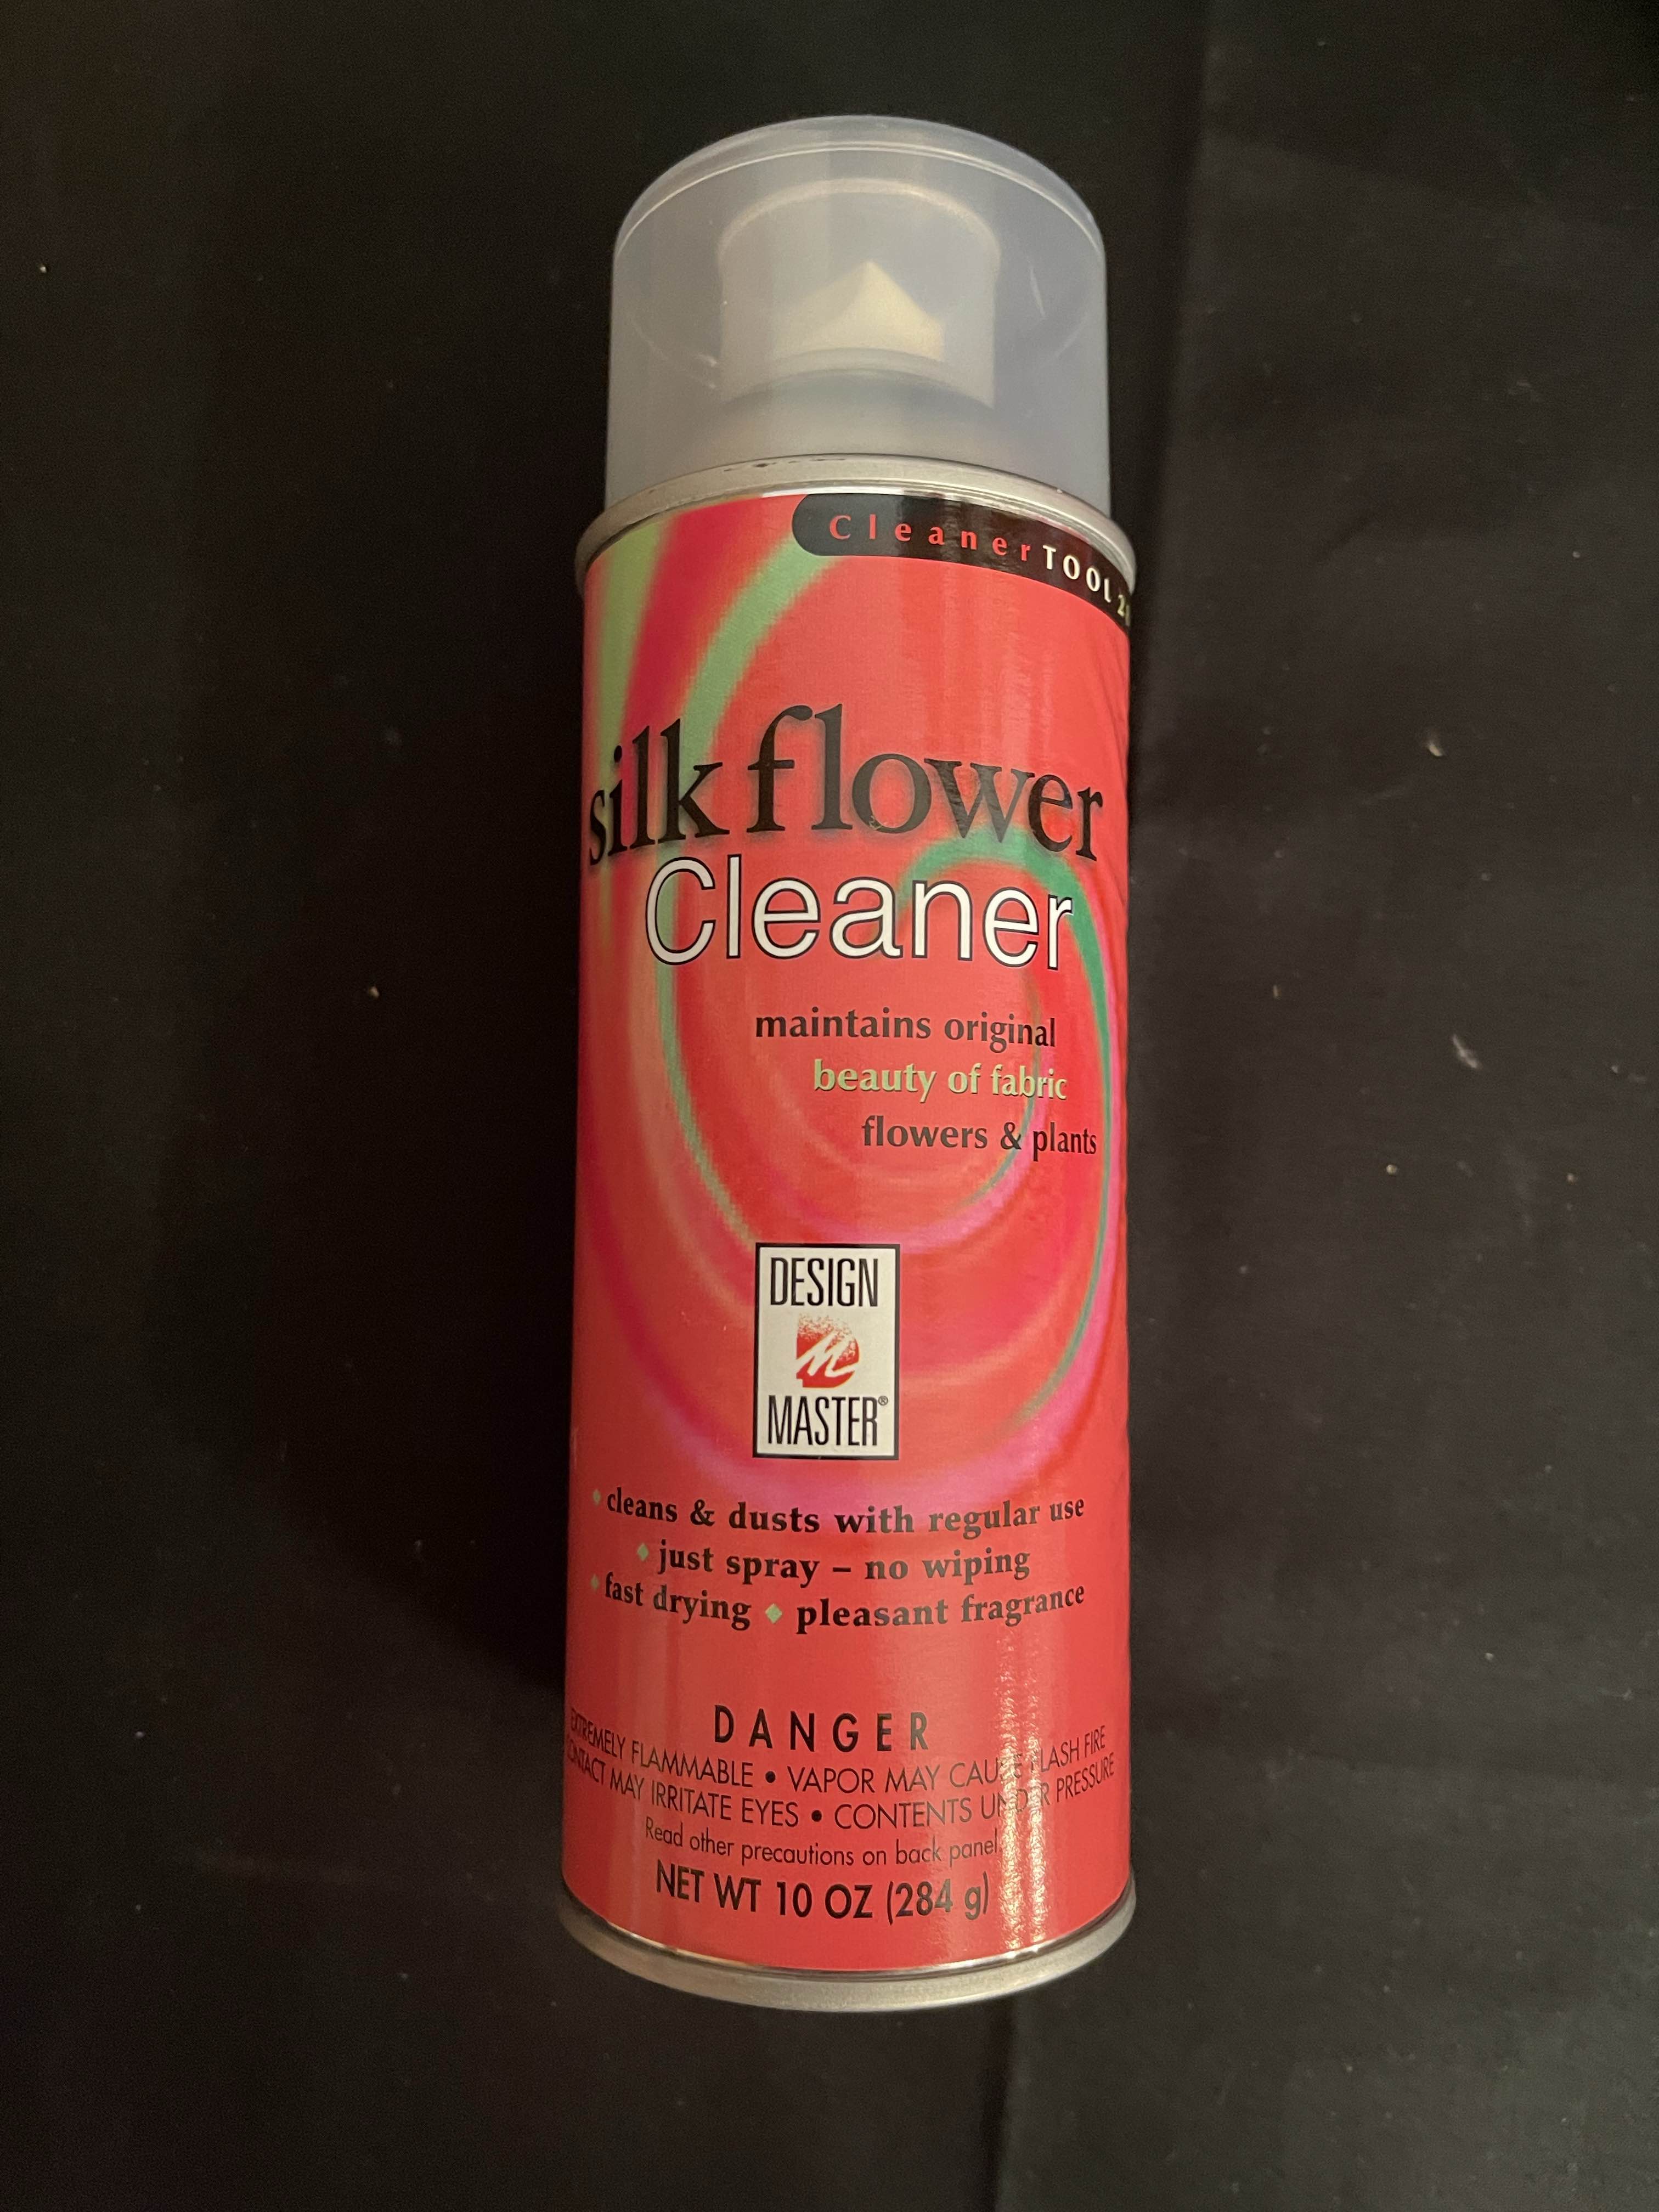 Cleaner TOOL
silk flower
Cleaner
maintains original
beauty of fabric
flowers & plants
DESIGN
MASTER®
cleans & dusts with regular use
just spray – no wiping
fast drying ♦ pleasant fragrance
DANGER
EXTREMELY FLAMMABLE • VAPOR MAY CAUSE FLASH FIRE
CONTACT MAY IRRITATE EYES • CONTENTS UNDER PRESSURE
Read other precautions on back panel
NET WT 10 OZ (284 g)